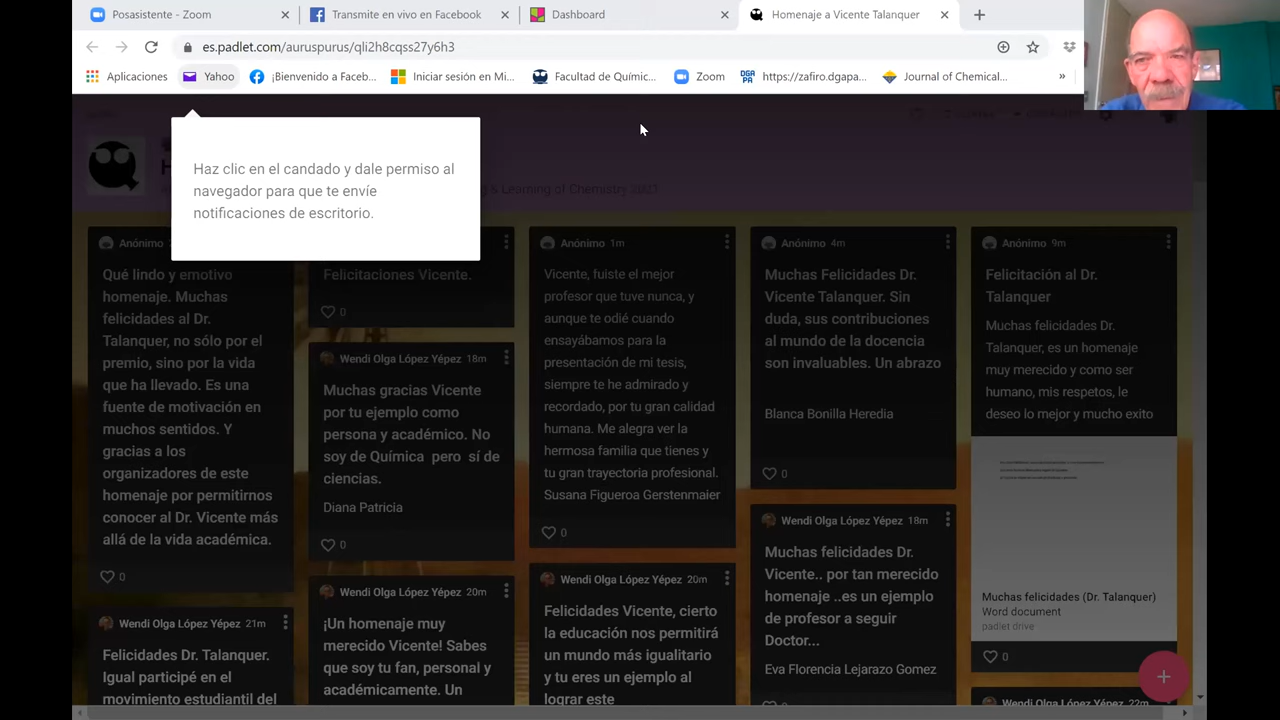 Posasistente - Zoom
Transmite en vivo en Facebook
Dashboard
Homenaje a Vicente Talanquer
es.padlet.com/auruspurus/qli2h8cqss27y6h3
Aplicaciones
Yahoo
¡Bienvenido a Faceb...
Iniciar sesión en Mi...
Facultad de Químic...
Zoom
https://zafiro.dgapa...
Journal of Chemical...
»
Haz clic en el candado y dale permiso al
navegador para que te envíe
notificaciones de escritorio.
& Learning of Chemistry 2021
Anónimo
Qué lindo y emotivo
homenaje. Muchas
felicidades al Dr.
Talanquer, no sólo por el
premio, sino por la vida
que ha llevado. Es una
fuente de motivación en
muchos sentidos. Y
gracias a los
organizadores de este
homenaje por permitirnos
conocer al Dr. Vicente más
allá de la vida académica.
0
Wendi Olga López Yépez 21m
Felicidades Dr. Talanquer.
Igual participé en el
movimiento estudiantil del
Felicitaciones Vicente.
0
Wendi Olga López Yépez 18m
Muchas gracias Vicente
por tu ejemplo como
persona y académico. No
soy de Química pero sí de
ciencias.
Diana Patricia
0
Wendi Olga López Yépez 20m
¡Un homenaje muy
merecido Vicente! Sabes
que soy tu fan, personal y
académicamente. Un
Anónimo 1m
Vicente, fuiste el mejor
profesor que tuve nunca, y
aunque te odié cuando
ensayábamos para la
presentación de mi tesis,
siempre te he admirado y
recordado, por tu gran calidad
humana. Me alegra ver la
hermosa familia que tienes y
tu gran trayectoria profesional.
Susana Figueroa Gerstenmaier
0
Wendi Olga López Yépez 20m
Felicidades Vicente, cierto
la educación nos permitirá
un mundo más igualitario
y tu eres un ejemplo al
lograr este
Anónimo 4m
Muchas Felicidades Dr.
Vicente Talanquer. Sin
duda, sus contribuciones
al mundo de la docencia
son invaluables. Un abrazo
Blanca Bonilla Heredia
0
Wendi Olga López Yépez 18m
Muchas felicidades Dr.
Vicente.. por tan merecido
homenaje ..es un ejemplo
de profesor a seguir
Doctor...
Eva Florencia Lejarazo Gomez
Anónimo 9m
Felicitación al Dr.
Talanquer
Muchas felicidades Dr.
Talanquer, es un homenaje
muy merecido y como ser
humano, mis respetos, le
deseo lo mejor y mucho exito
Muchas felicidades (Dr. Talanquer)
Word document
padlet drive
0
Wendi Olga López Yépez 22m